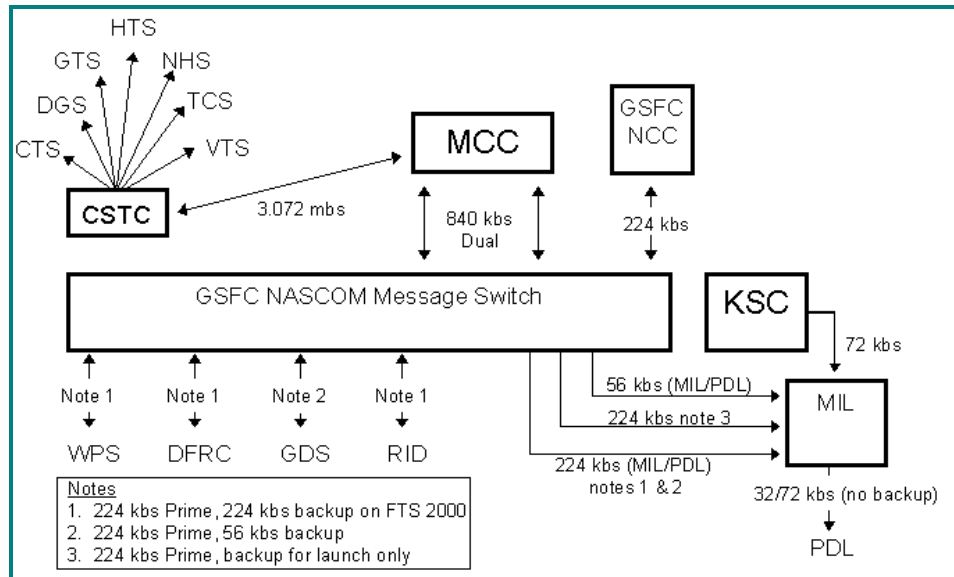 HTS
GTS
NHS
DGS
TCS
CTS
VTS
CSTC
3.072 mbs
MCC
840 kbs
Dual
GSFC
NCC
224 kbs
GSFC NASCOM Message Switch
KSC
72 kbs
Note 1
Note 1
Note 2
Note 1
WPS
DFRC
GDS
RID
56 kbs (MIL/PDL)
224 kbs note 3
224 kbs (MIL/PDL)
notes 1 & 2
MIL
32/72 kbs (no backup)
PDL
Notes
1. 224 kbs Prime, 224 kbs backup on FTS 2000
2. 224 kbs Prime, 56 kbs backup
3. 224 kbs Prime, backup for launch only